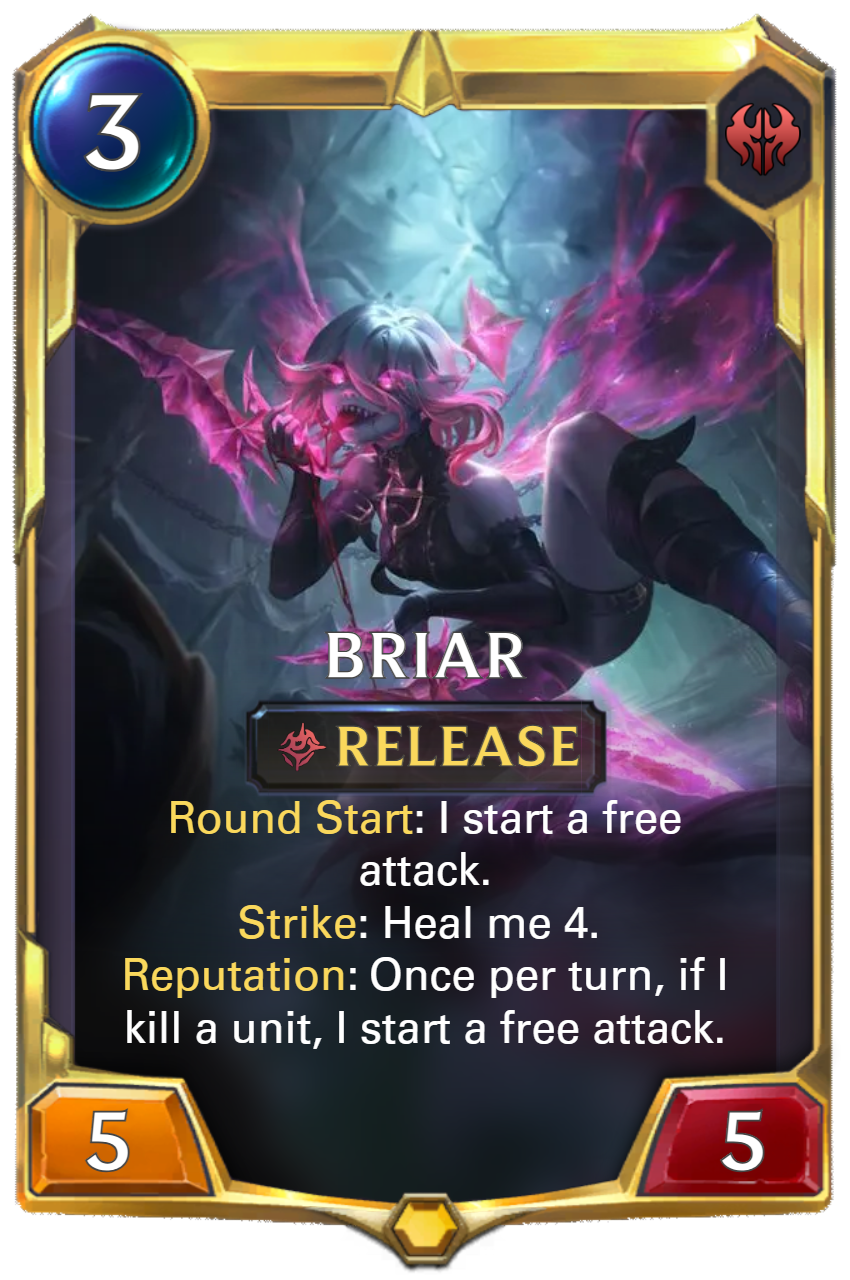 3
BRIAR
RELEASE
Round Start: I start a free
attack.
Strike: Heal me 4.
Reputation: Once per turn, if I
kill a unit, I start a free attack.
5
5